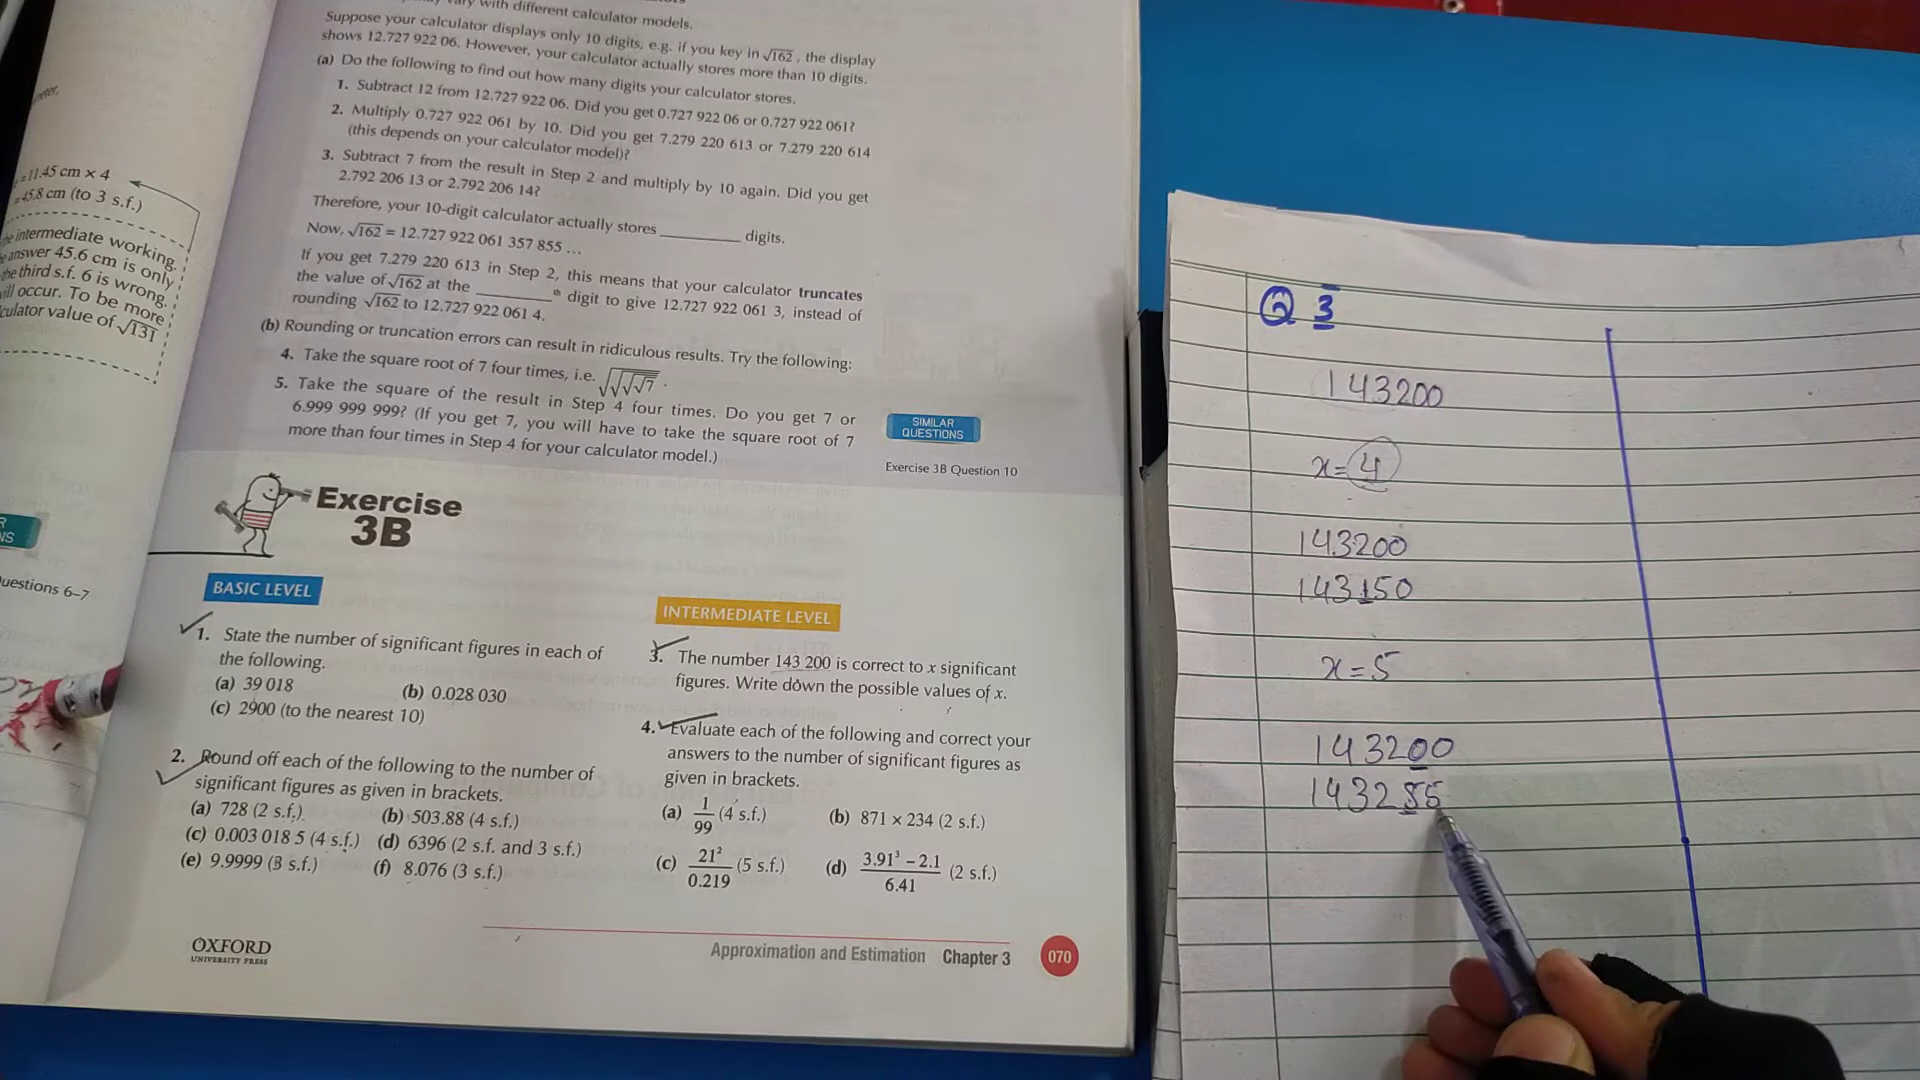 vary with different calculator models.
Suppose your calculator displays only 10 digits, e.g. if you key in √162, the display
shows 12.727 922 06. However, your calculator actually stores more than 10 digits.
(a) Do the following to find out how many digits your calculator stores.
1. Subtract 12 from 12.727 922 06. Did you get 0.727 922 06 or 0.727 922 061?
2. Multiply 0.727 922 061 by 10. Did you get 7.279 220 613 or 7.279 220 614
(this depends on your calculator model)?
3. Subtract 7 from the result in Step 2 and multiply by 10 again. Did you get
2.792 206 13 or 2.792 206 14?
Therefore, your 10-digit calculator actually stores ________ digits.
Now, √162 = 12.727 922 061 357 855 ...
If you get 7.279 220 613 in Step 2, this means that your calculator truncates
the value of √162 at the ________th digit to give 12.727 922 061 3, instead of
rounding √162 to 12.727 922 061 4.
(b) Rounding or truncation errors can result in ridiculous results. Try the following:
4. Take the square root of 7 four times, i.e. √√√√7.
5. Take the square of the result in Step 4 four times. Do you get 7 or
6.999 999 999? (If you get 7, you will have to take the square root of 7
more than four times in Step 4 for your calculator model.)
SIMILAR
QUESTIONS
Exercise 3B Question 10
=11.45 cm × 4
=45.8 cm (to 3 s.f.)
intermediate working.
answer 45.6 cm is only
the third s.f. 6 is wrong.
ill occur. To be more
culator value of √131
uestions 6–7
Exercise
3B
BASIC LEVEL
1. State the number of significant figures in each of
the following.
(a) 39 018
(b) 0.028 030
(c) 2900 (to the nearest 10)
2. Round off each of the following to the number of
significant figures as given in brackets.
(a) 728 (2 s.f.)
(b) 503.88 (4 s.f.)
(c) 0.003 018 5 (4 s.f.)
(d) 6396 (2 s.f. and 3 s.f.)
(e) 9.9999 (3 s.f.)
(f) 8.076 (3 s.f.)
INTERMEDIATE LEVEL
3. The number 143 200 is correct to x significant
figures. Write down the possible values of x.
4. Evaluate each of the following and correct your
answers to the number of significant figures as
given in brackets.
(a) 1/99 (4 s.f.)
(b) 871 × 234 (2 s.f.)
(c) 21²/0.219 (5 s.f.)
(d) 3.91³ – 2.1/6.41 (2 s.f.)
OXFORD
UNIVERSITY PRESS
Approximation and Estimation Chapter 3
070
Q 3
143200
x=4
143200
143150
x=5
143200
143255